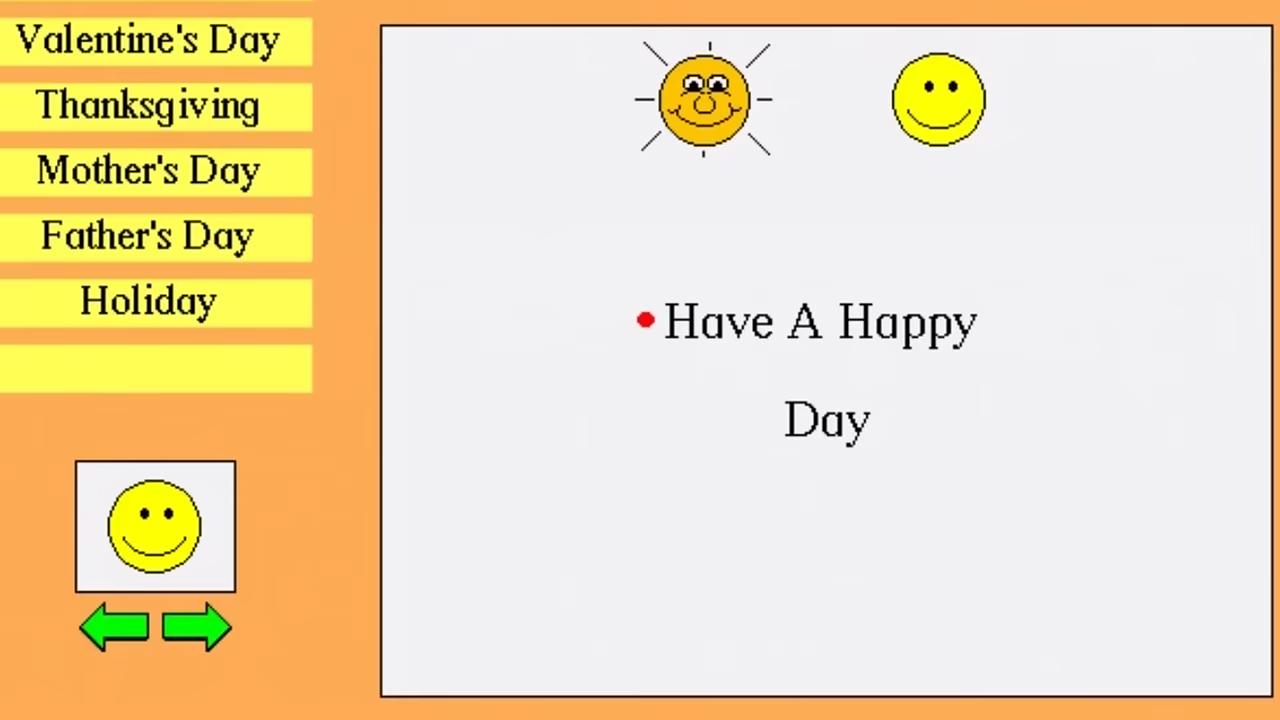 Valentine's Day
Thanksgiving
Mother's Day
Father's Day
Holiday
Have A Happy
Day